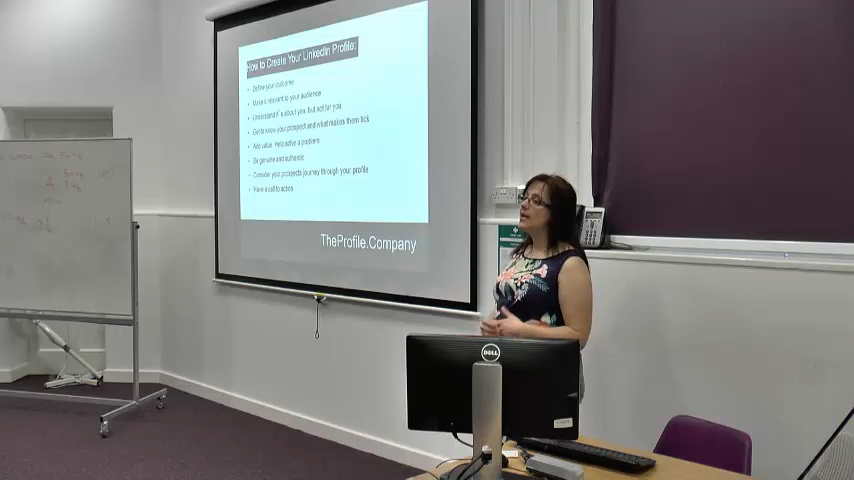 How to Create Your LinkedIn Profile:
• Define your outcome
• Make it relevant to your audience
• Understand it's about you, but not for you
• Get to know your prospect and what makes them tick
• Add value. Help solve a problem
• Be genuine and authentic
• Consider your prospects journey through your profile
• Have a call to action
TheProfile.Company
DELL